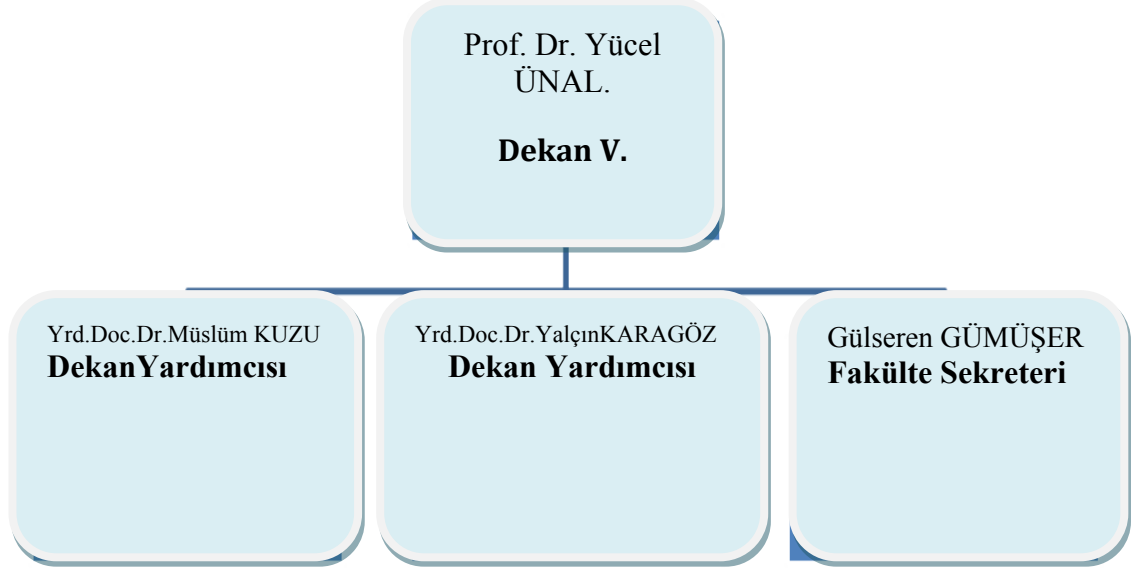 Prof. Dr. Yücel
ÜNAL.
Dekan V.
Yrd.Doc.Dr.Müslüm KUZU
DekanYardımcısı
Yrd.Doc.Dr.YalçınKARAGÖZ
Dekan Yardımcısı
Gülseren GÜMÜŞER
Fakülte Sekreteri